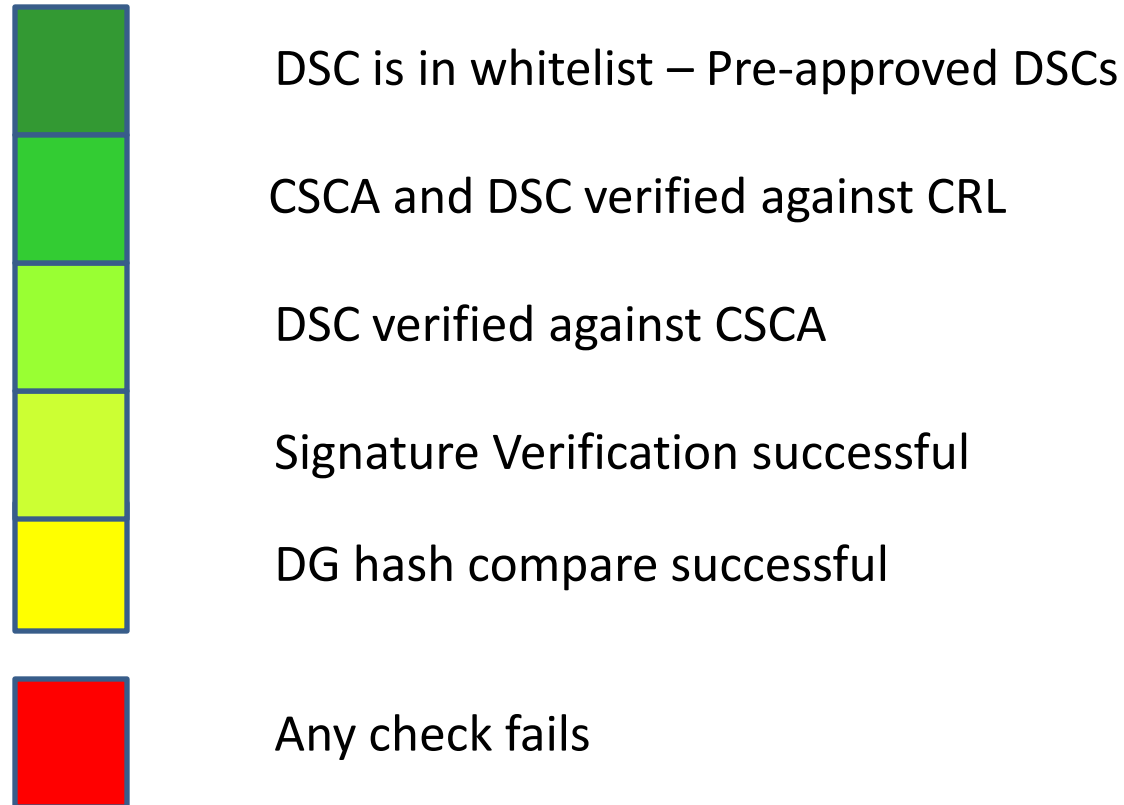 DSC is in whitelist – Pre-approved DSCs
CSCA and DSC verified against CRL
DSC verified against CSCA
Signature Verification successful
DG hash compare successful
Any check fails